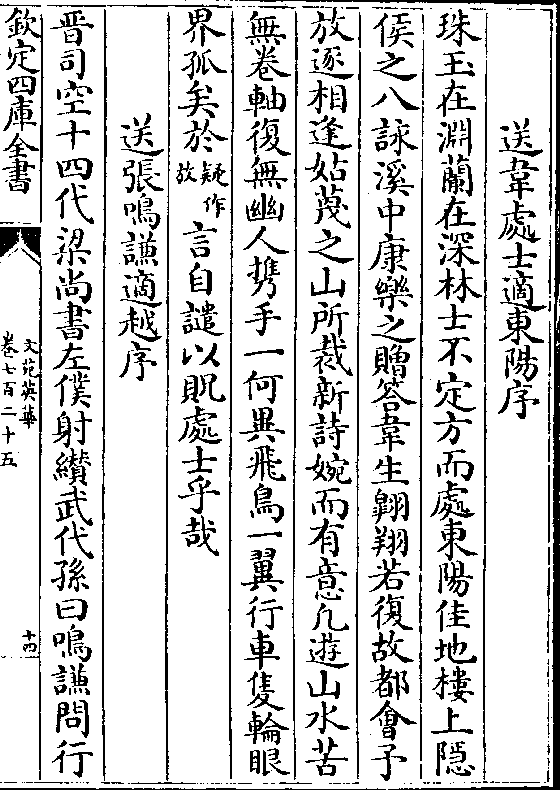 送韋處士適東陽序
珠玉在淵蘭在深林士不定方而處東陽佳地樓上隠
侯之八詠溪中康樂之贈答韋生翺翔若復故都會予
放逐相逢姑蔑之山所裁新詩婉而有意凢遊山水苦
無卷軸復無幽人擕手一何異飛鳥一翼行車隻輪眼
界孤矣於疑作故言自譴以貺處士乎哉
送張鳴謙適越序
晋司空十四代梁尚書左僕射纉武代孫曰鳴謙問行
欽定四庫全書
文苑英華
卷七百二十五
十四